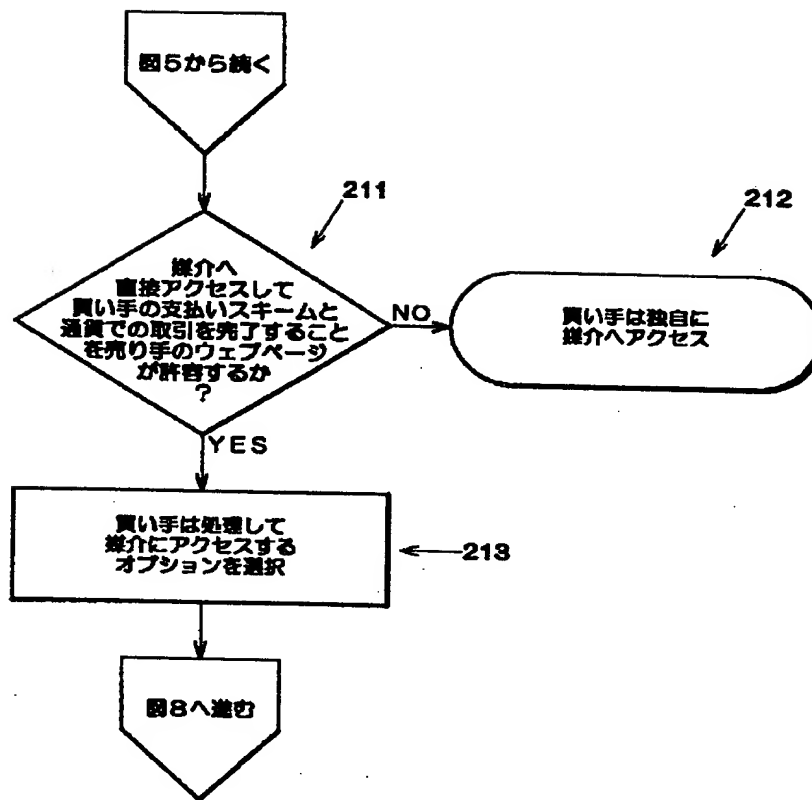 図5から続く
211
212
媒介へ
直接アクセスして
買い手の支払いスキームと
通貨での取引を完了すること
を売り手のウェブページ
が許容するか
?
NO
買い手は独自に
媒介へアクセス
YES
買い手は処理して
媒介にアクセスする
オプションを選択
213
図8へ進む